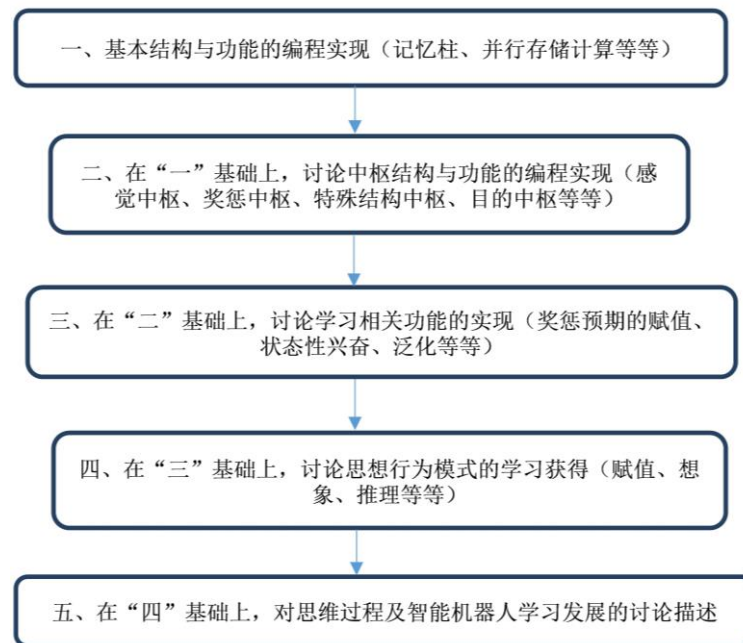 一、基本结构与功能的编程实现（记忆柱、并行存储计算等等）
二、在“一”基础上，讨论中枢结构与功能的编程实现（感
觉中枢、奖惩中枢、特殊结构中枢、目的中枢等等）
三、在“二”基础上，讨论学习相关功能的实现（奖惩预期的赋值、
状态性兴奋、泛化等等）
四、在“三”基础上，讨论思想行为模式的学习获得（赋值、想
象、推理等等）
五、在“四”基础上，对思维过程及智能机器人学习发展的讨论描述